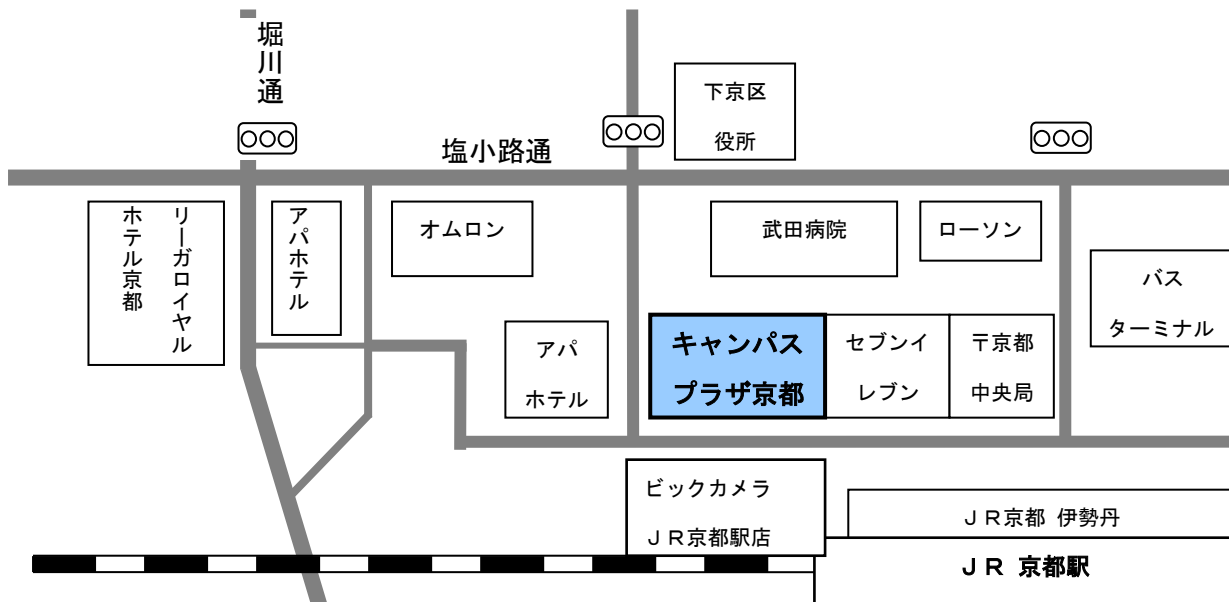 堀川通
塩小路通
下京区
役所
リーガロイヤル
ホテル京都
アパホテル
オムロン
武田病院
ローソン
バス
ターミナル
アパ
ホテル
キャンパス
プラザ京都
セブンイ
レブン
〒京都
中央局
ビックカメラ
ＪＲ京都駅店
ＪＲ京都 伊勢丹
ＪＲ 京都駅